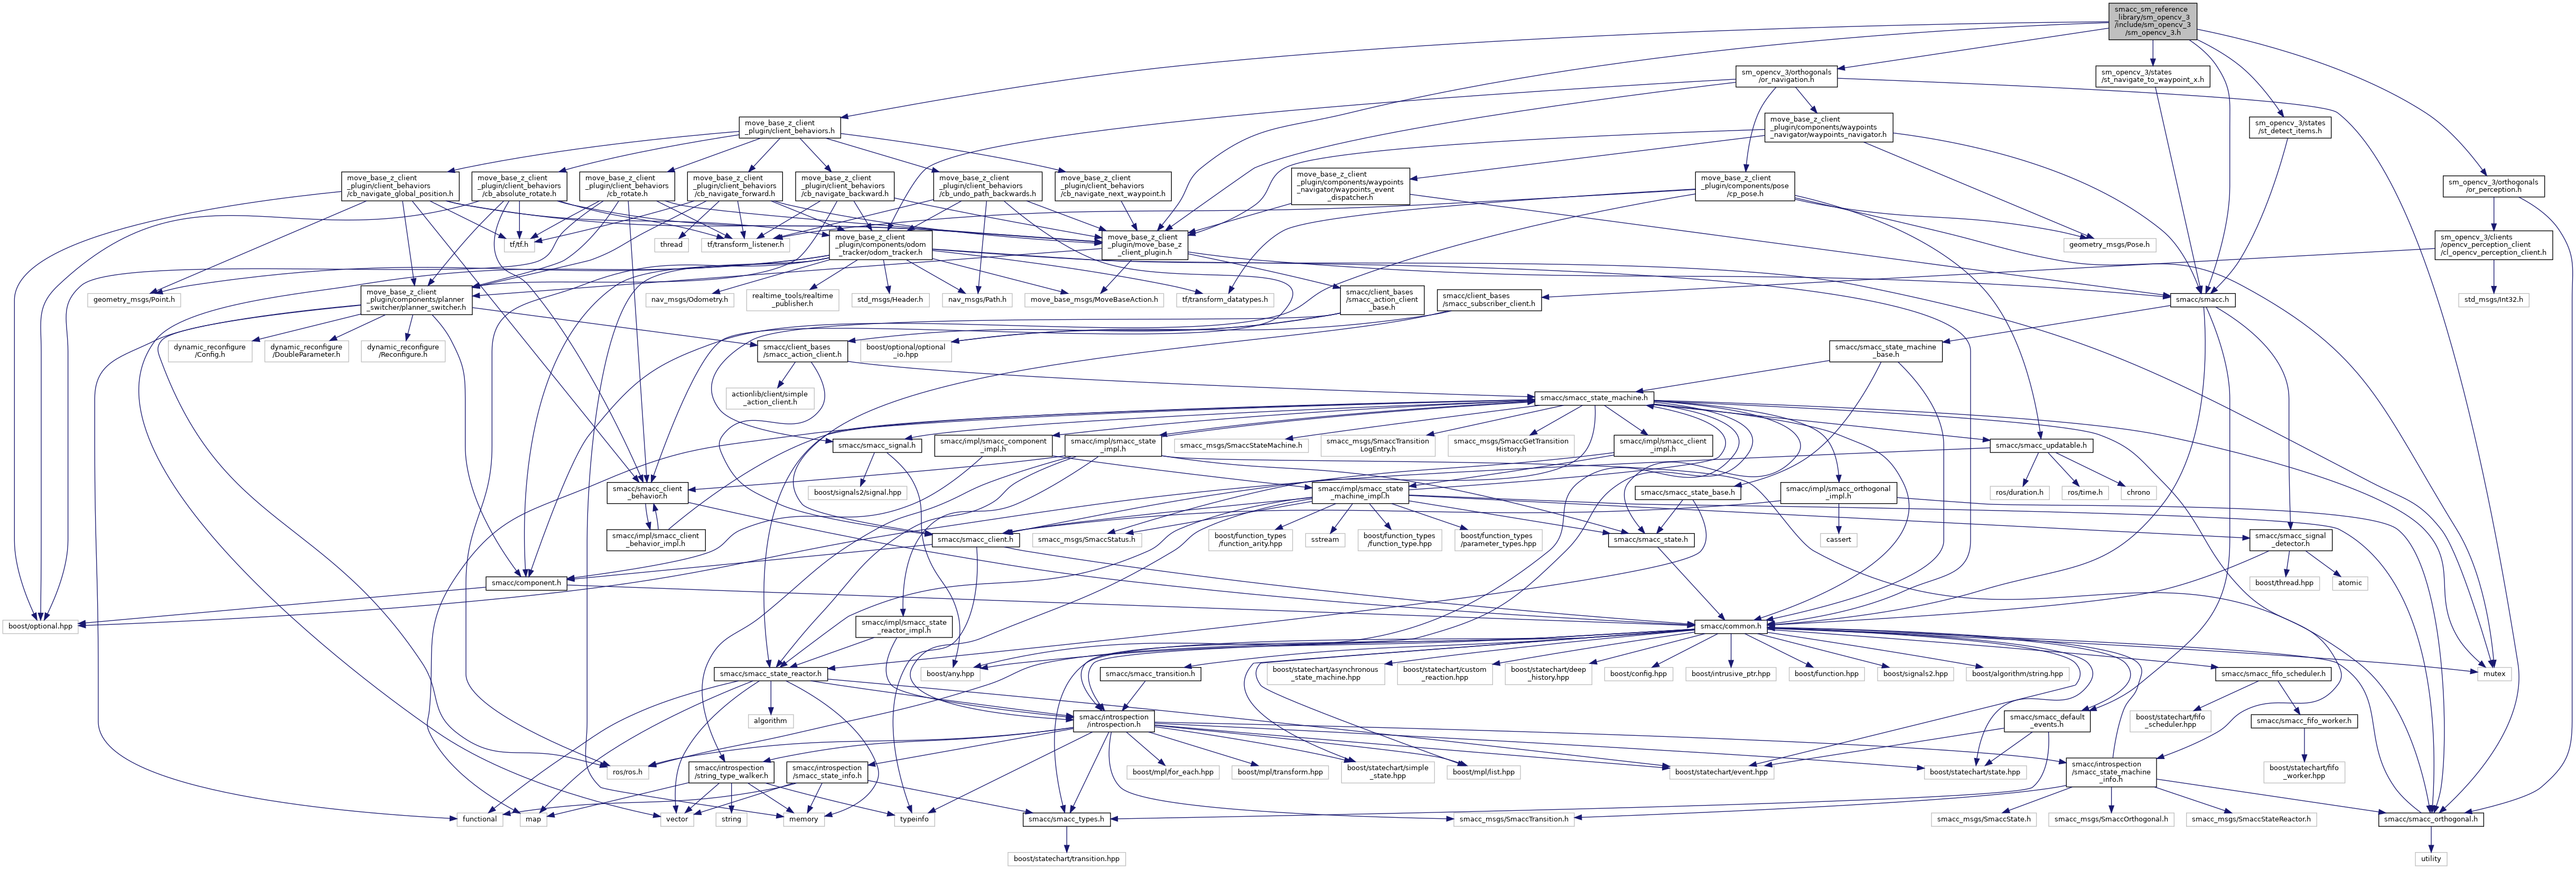 smacc_sm_reference
_library/sm_opencv_3
/include/sm_opencv_3
/sm_opencv_3.h
sm_opencv_3/orthogonals
/or_navigation.h
sm_opencv_3/states
/st_navigate_to_waypoint_x.h
move_base_z_client
_plugin/client_behaviors.h
move_base_z_client
_plugin/components/waypoints
_navigator/waypoints_navigator.h
sm_opencv_3/states
/st_detect_items.h
move_base_z_client
_plugin/client_behaviors
/cb_navigate_global_position.h
move_base_z_client
_plugin/client_behaviors
/cb_absolute_rotate.h
move_base_z_client
_plugin/client_behaviors
/cb_rotate.h
move_base_z_client
_plugin/client_behaviors
/cb_navigate_forward.h
move_base_z_client
_plugin/client_behaviors
/cb_navigate_backward.h
move_base_z_client
_plugin/client_behaviors
/cb_undo_path_backwards.h
move_base_z_client
_plugin/client_behaviors
/cb_navigate_next_waypoint.h
move_base_z_client
_plugin/components/waypoints
_navigator/waypoints_event
_dispatcher.h
move_base_z_client
_plugin/components/pose
/cp_pose.h
sm_opencv_3/orthogonals
/or_perception.h
tf/tf.h
thread
tf/transform_listener.h
move_base_z_client
_plugin/components/odom
_tracker/odom_tracker.h
move_base_z_client
_plugin/move_base_z
_client_plugin.h
geometry_msgs/Pose.h
sm_opencv_3/clients
/opencv_perception_client
/cl_opencv_perception_client.h
geometry_msgs/Point.h
move_base_z_client
_plugin/components/planner
_switcher/planner_switcher.h
nav_msgs/Odometry.h
realtime_tools/realtime
_publisher.h
std_msgs/Header.h
nav_msgs/Path.h
move_base_msgs/MoveBaseAction.h
tf/transform_datatypes.h
smacc/client_bases
/smacc_action_client
_base.h
smacc/client_bases
/smacc_subscriber_client.h
smacc/smacc.h
std_msgs/Int32.h
dynamic_reconfigure
/Config.h
dynamic_reconfigure
/DoubleParameter.h
dynamic_reconfigure
/Reconfigure.h
smacc/client_bases
/smacc_action_client.h
boost/optional/optional
_io.hpp
smacc/smacc_state_machine
_base.h
actionlib/client/simple
_action_client.h
smacc/smacc_state_machine.h
smacc/smacc_signal.h
smacc/impl/smacc_component
_impl.h
smacc/impl/smacc_state
_impl.h
smacc_msgs/SmaccStateMachine.h
smacc_msgs/SmaccTransition
LogEntry.h
smacc_msgs/SmaccGetTransition
History.h
smacc/impl/smacc_client
_impl.h
smacc/smacc_updatable.h
smacc/smacc_client
_behavior.h
boost/signals2/signal.hpp
smacc/impl/smacc_state
_machine_impl.h
smacc/smacc_state_base.h
smacc/impl/smacc_orthogonal
_impl.h
ros/duration.h
ros/time.h
chrono
smacc/impl/smacc_client
_behavior_impl.h
smacc/smacc_client.h
smacc_msgs/SmaccStatus.h
boost/function_types
/function_arity.hpp
sstream
boost/function_types
/function_type.hpp
boost/function_types
/parameter_types.hpp
smacc/smacc_state.h
cassert
smacc/smacc_signal
_detector.h
smacc/component.h
boost/thread.hpp
atomic
boost/optional.hpp
smacc/impl/smacc_state
_reactor_impl.h
smacc/common.h
smacc/smacc_state_reactor.h
boost/any.hpp
smacc/smacc_transition.h
boost/statechart/asynchronous
_state_machine.hpp
boost/statechart/custom
_reaction.hpp
boost/statechart/deep
_history.hpp
boost/config.hpp
boost/intrusive_ptr.hpp
boost/function.hpp
boost/signals2.hpp
boost/algorithm/string.hpp
smacc/smacc_fifo_scheduler.h
mutex
algorithm
smacc/introspection
/introspection.h
smacc/smacc_default
_events.h
boost/statechart/fifo
_scheduler.hpp
smacc/smacc_fifo_worker.h
ros/ros.h
smacc/introspection
/string_type_walker.h
smacc/introspection
/smacc_state_info.h
boost/mpl/for_each.hpp
boost/mpl/transform.hpp
boost/statechart/simple
_state.hpp
boost/mpl/list.hpp
boost/statechart/event.hpp
boost/statechart/state.hpp
smacc/introspection
/smacc_state_machine
_info.h
boost/statechart/fifo
_worker.hpp
functional
map
vector
string
memory
typeinfo
smacc/smacc_types.h
smacc_msgs/SmaccTransition.h
smacc_msgs/SmaccState.h
smacc_msgs/SmaccOrthogonal.h
smacc_msgs/SmaccStateReactor.h
smacc/smacc_orthogonal.h
boost/statechart/transition.hpp
utility